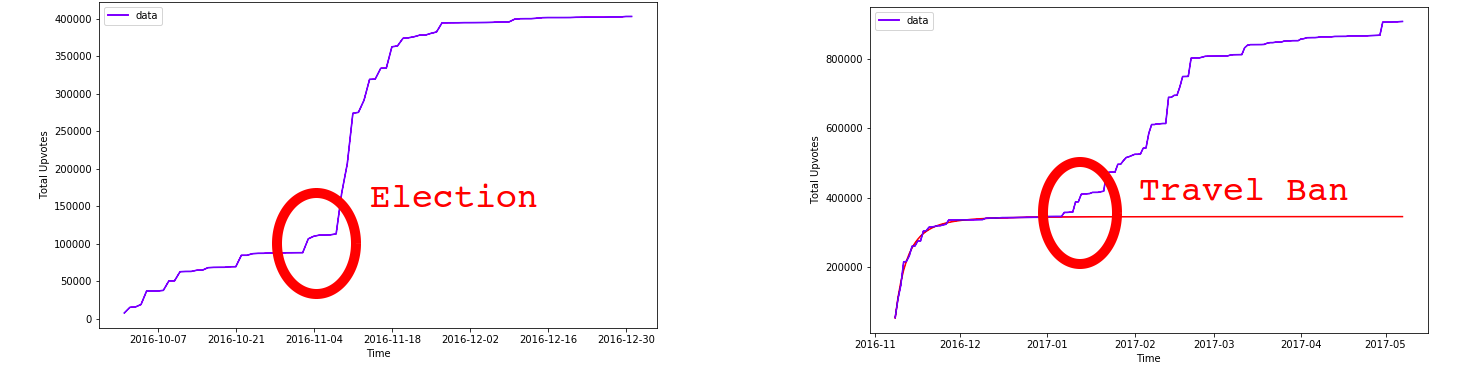 data
400000
350000
300000
250000
200000
150000
100000
50000
0
Total Upvotes
Election
2016-10-07 2016-10-21 2016-11-04 2016-11-18 2016-12-02 2016-12-16 2016-12-30
Time
data
800000
600000
400000
200000
Total Upvotes
Travel Ban
2016-11 2016-12 2017-01 2017-02 2017-03 2017-04 2017-05
Time